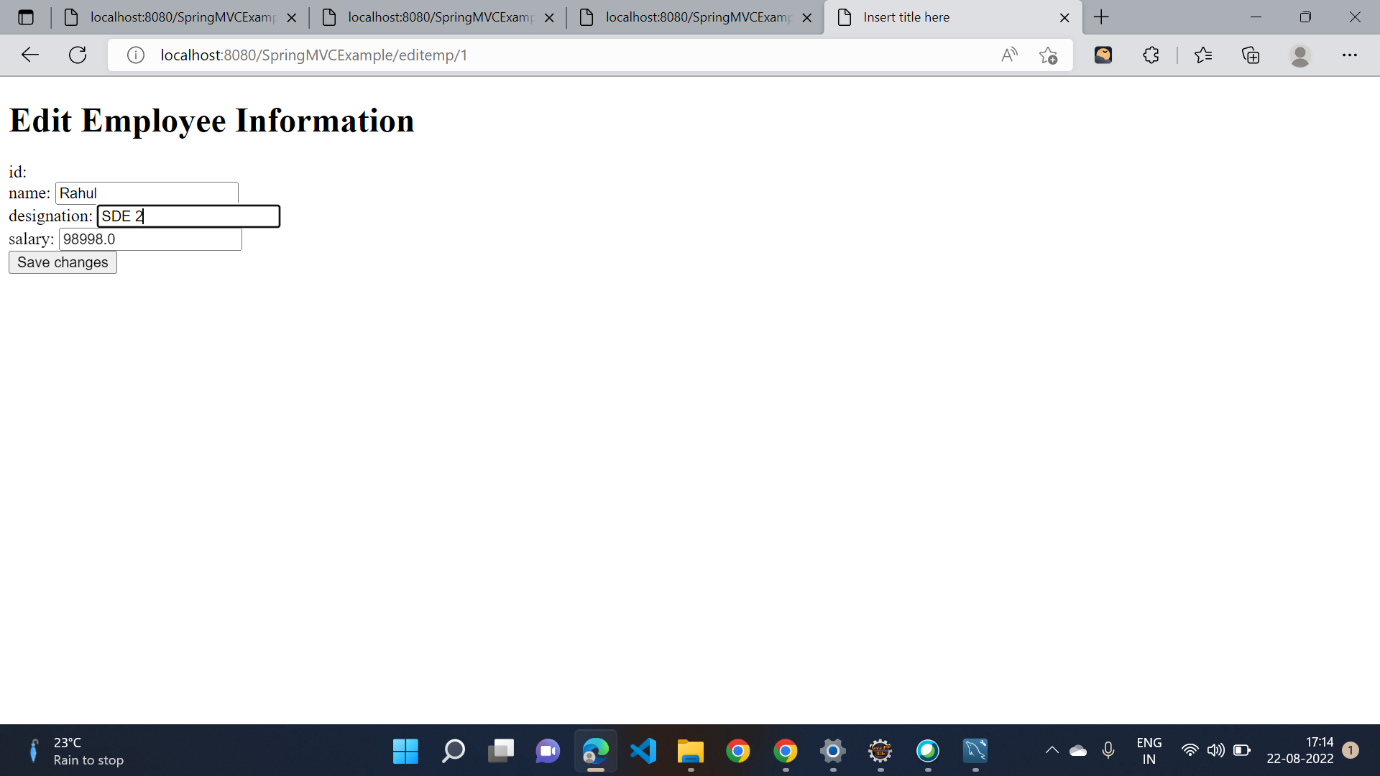 localhost:8080/SpringMVCExamp
localhost:8080/SpringMVCExamp
localhost:8080/SpringMVCExamp
Insert title here
localhost:8080/SpringMVCExample/editemp/1
Edit Employee Information
id:
name: Rahul
designation: SDE 2
salary: 98998.0
Save changes
23°C
Rain to stop
ENG
IN
17:14
22-08-2022
1